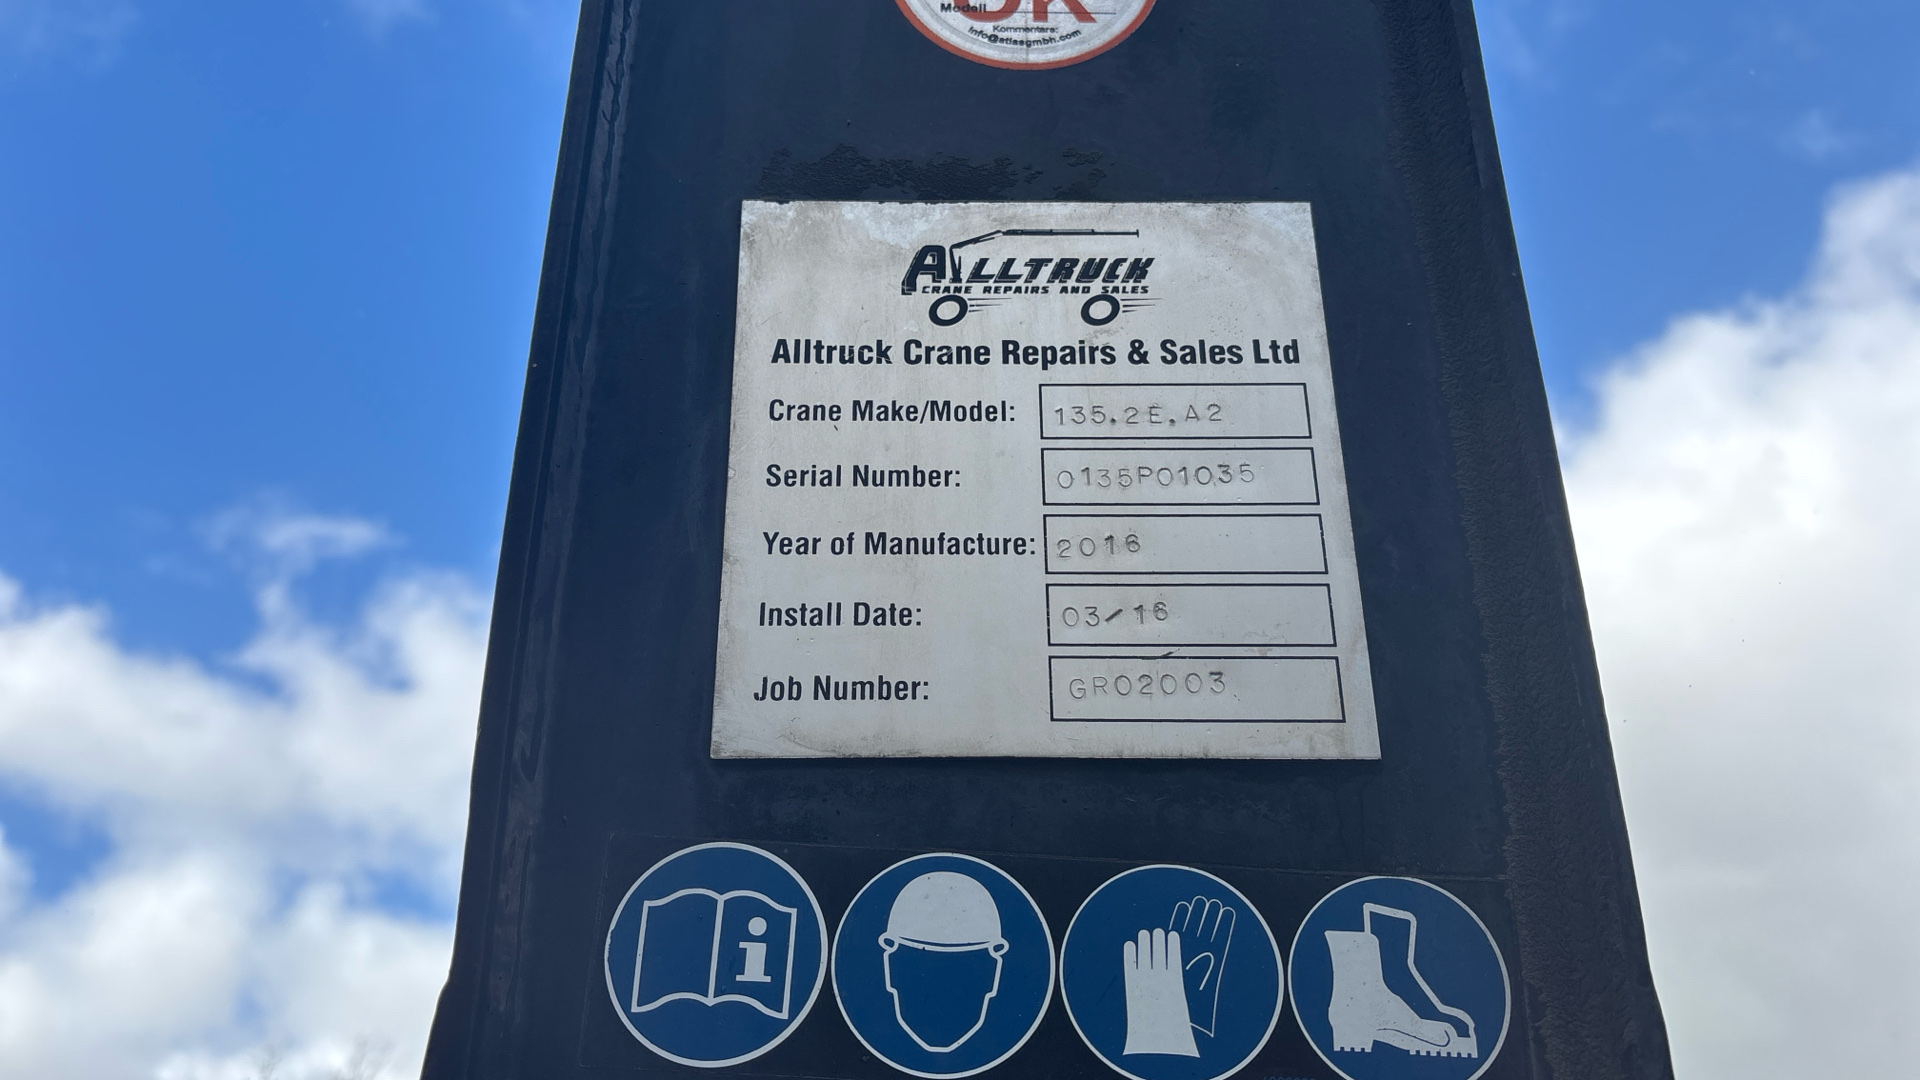 OK
Modell
Kommentare:
Info@atlasgmbh.com
ALLTRUCK
CRANE REPAIRS AND SALES
Alltruck Crane Repairs & Sales Ltd
Crane Make/Model: 135.2E.A2
Serial Number: 0135P01035
Year of Manufacture: 2016
Install Date: 03/16
Job Number: GR02003
i